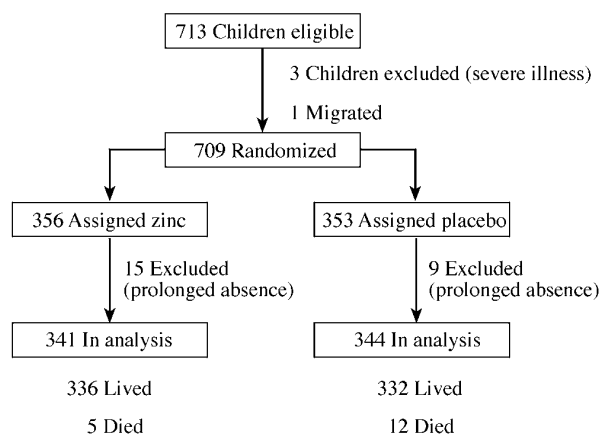 713 Children eligible
3 Children excluded (severe illness)
1 Migrated
709 Randomized
356 Assigned zinc
353 Assigned placebo
15 Excluded
(prolonged absence)
9 Excluded
(prolonged absence)
341 In analysis
344 In analysis
336 Lived
332 Lived
5 Died
12 Died